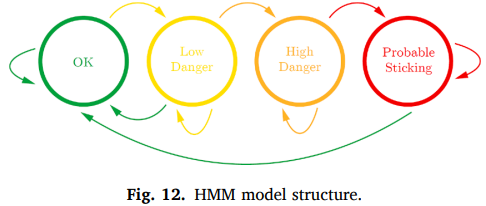 OK
Low
Danger
High
Danger
Probable
Sticking
Fig. 12. HMM model structure.